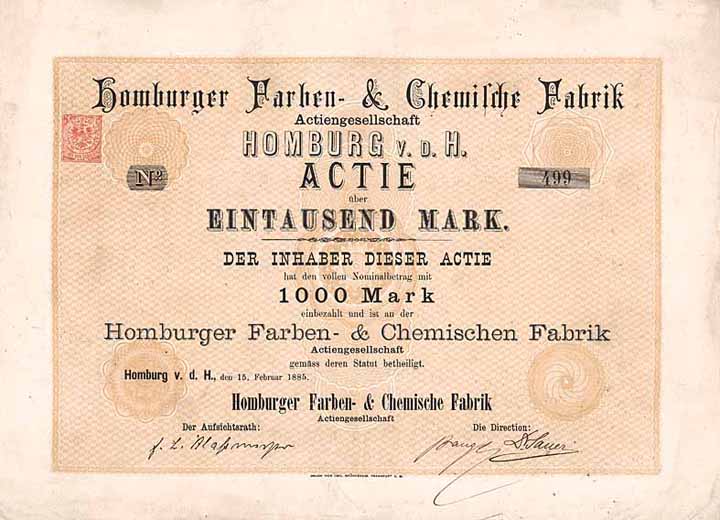 Homburger Farben- & Chemische Fabrik
Actiengesellschaft
HOMBURG V. D. H.
ACTIE
Nº 499
über
EINTAUSEND MARK.
DER INHABER DIESER ACTIE
hat den vollen Nominalbetrag mit
1000 Mark
einbezahlt und ist an der
Homburger Farben- & Chemischen Fabrik
Actiengesellschaft
gemäss deren Statut betheiligt.
Homburg v. d. H., den 15. Februar 1885.
Homburger Farben- & Chemische Fabrik
Actiengesellschaft
Der Aufsichtsrath: Die Direction: